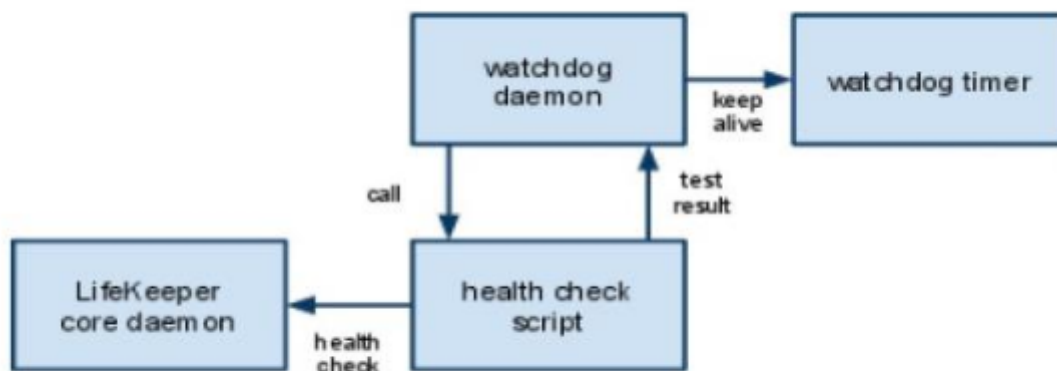 watchdog
daemon
keep
alive
watchdog timer
call
test
result
LifeKeeper
core daemon
health
check
health check
script